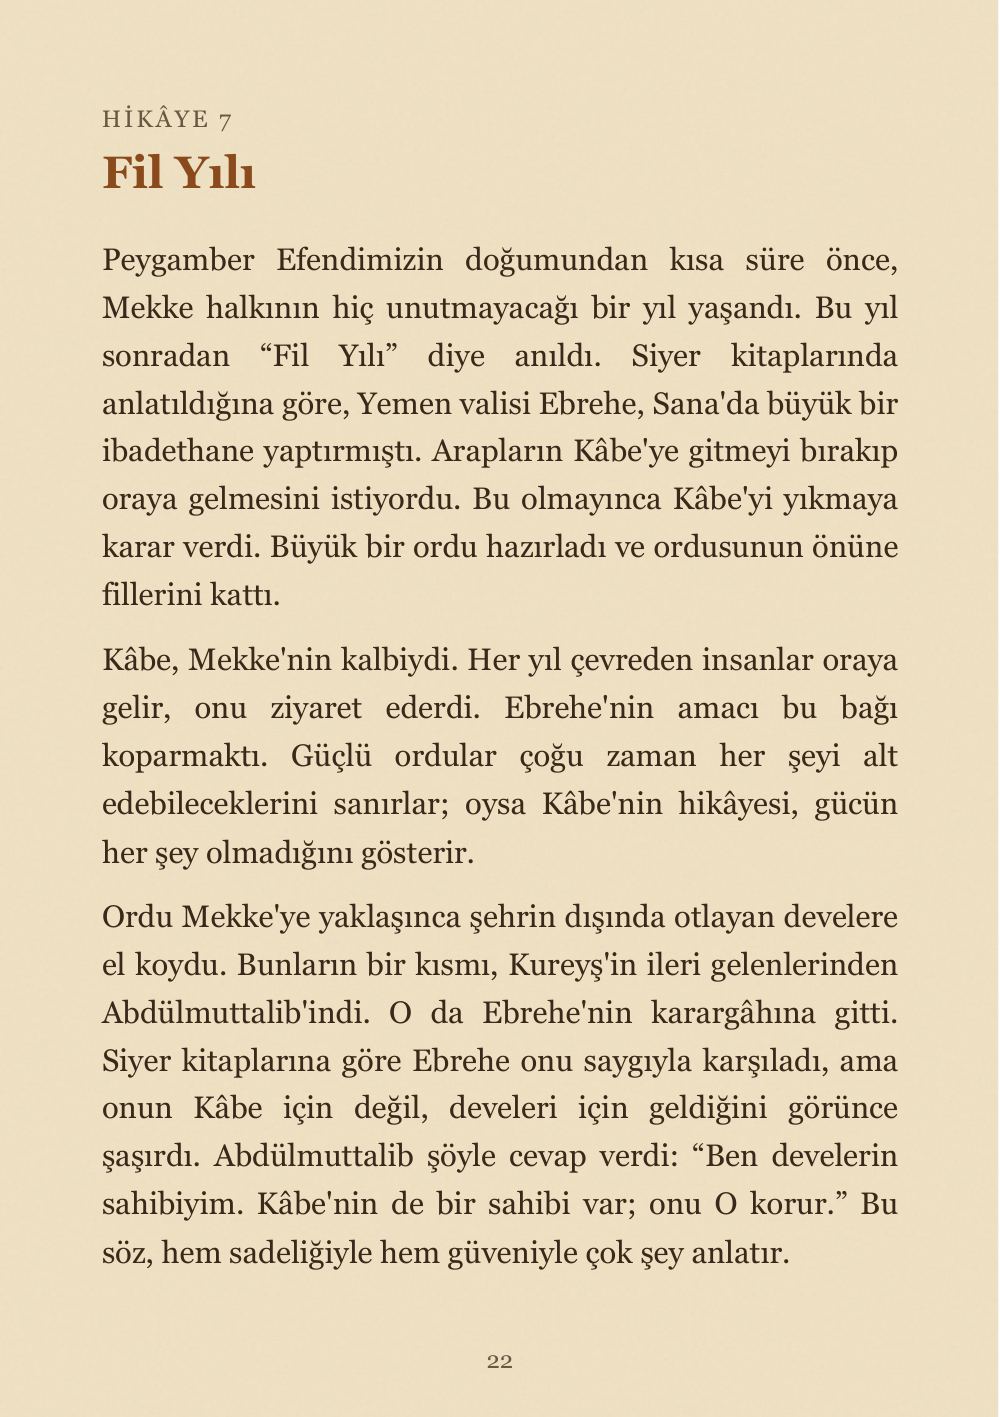 HİKÂYE 7
Fil Yılı
Peygamber Efendimizin doğumundan kısa süre önce,
Mekke halkının hiç unutmayacağı bir yıl yaşandı. Bu yıl
sonradan “Fil Yılı” diye anıldı. Siyer kitaplarında
anlatıldığına göre, Yemen valisi Ebrehe, Sana'da büyük bir
ibadethane yaptırmıştı. Arapların Kâbe'ye gitmeyi bırakıp
oraya gelmesini istiyordu. Bu olmayınca Kâbe'yi yıkmaya
karar verdi. Büyük bir ordu hazırladı ve ordusunun önüne
fillerini kattı.
Kâbe, Mekke'nin kalbiydi. Her yıl çevreden insanlar oraya
gelir, onu ziyaret ederdi. Ebrehe'nin amacı bu bağı
koparmaktı. Güçlü ordular çoğu zaman her şeyi alt
edebileceklerini sanırlar; oysa Kâbe'nin hikâyesi, gücün
her şey olmadığını gösterir.
Ordu Mekke'ye yaklaşınca şehrin dışında otlayan develere
el koydu. Bunların bir kısmı, Kureyş'in ileri gelenlerinden
Abdülmuttalib'indi. O da Ebrehe'nin karargâhına gitti.
Siyer kitaplarına göre Ebrehe onu saygıyla karşıladı, ama
onun Kâbe için değil, develeri için geldiğini görünce
şaşırdı. Abdülmuttalib şöyle cevap verdi: “Ben develerin
sahibiyim. Kâbe'nin de bir sahibi var; onu O korur.” Bu
söz, hem sadeliğiyle hem güveniyle çok şey anlatır.
22